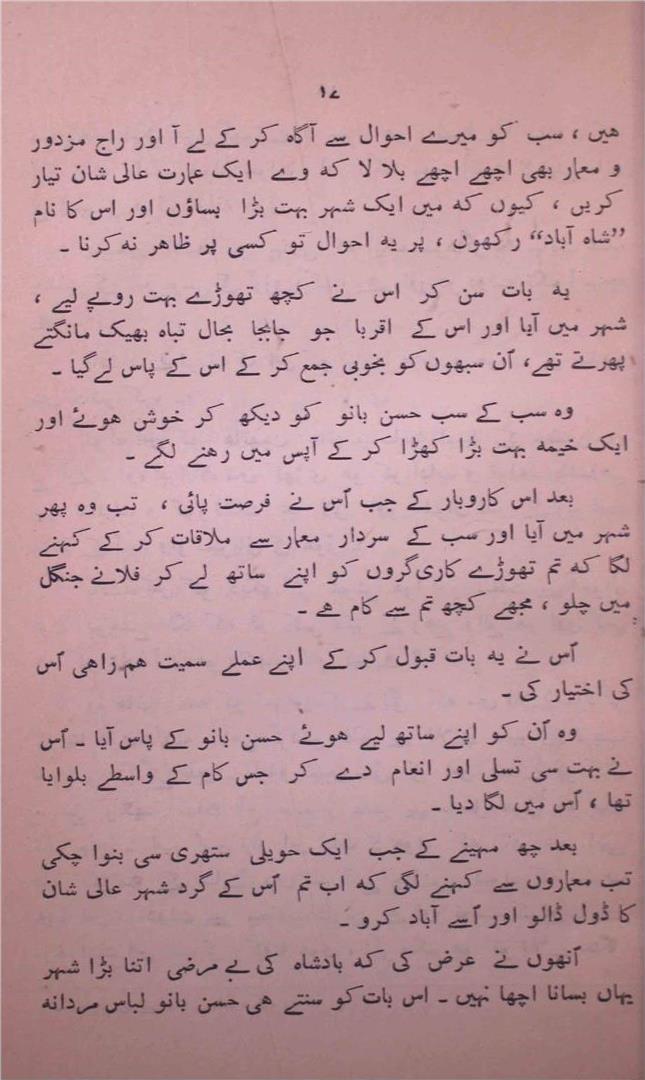 ۱۷
هیں ، سب کو میرے احوال سے آگاہ کر کے لے آ اور راج مزدور
و معمار بھی اچھے اچھے بلا لا کہ وے ایک عمارت عالی شان تیار
کریں ، کیوں کہ میں ایک شہر بہت بڑا بساؤں اور اس کا نام
”شاہ آباد“ رکھوں ، پر یہ احوال تو کسی پر ظاہر نہ کرنا ۔
یہ بات سن کر اس نے کچھ تھوڑے بہت روپے لیے ،
شہر میں آیا اور اس کے اقربا جو جابجا بحال تباہ بھیک مانگتے
پھرتے تھے، اُن سبھوں کو بخوبی جمع کر کے اس کے پاس لے گیا ۔
وہ سب کے سب حسن بانو کو دیکھ کر خوش ھوئے اور
ایک خیمہ بہت بڑا کھڑا کر کے آپس میں رھنے لگے ۔
بعد اس کاروبار کے جب اُس نے فرصت پائی ، تب وہ پھر
شہر میں آیا اور سب کے سردار معمار سے ملاقات کر کے کہنے
لگا کہ تم تھوڑے کاری گروں کو اپنے ساتھ لے کر فلانے جنگل
میں چلو ، مجھے کچھ تم سے کام ھے ۔
اُس نے یہ بات قبول کر کے اپنے عملے سمیت ھم راھی اُس
کی اختیار کی ۔
وہ اُن کو اپنے ساتھ لیے ھوئے حسن بانو کے پاس آیا ۔ اُس
نے بہت سی تسلی اور انعام دے کر جس کام کے واسطے بلوایا
تھا ، اُس میں لگا دیا ۔
بعد چھ مہینے کے جب ایک حویلی ستھری سی بنوا چکی
تب معماروں سے کہنے لگی کہ اب تم اُس کے گرد شہر عالی شان
کا ڈول ڈالو اور اُسے آباد کرو ۔
اُنھوں نے عرض کی کہ بادشاہ کی بے مرضی اتنا بڑا شہر
یہاں بسانا اچھا نہیں ۔ اس بات کو سنتے ھی حسن بانو لباس مردانہ